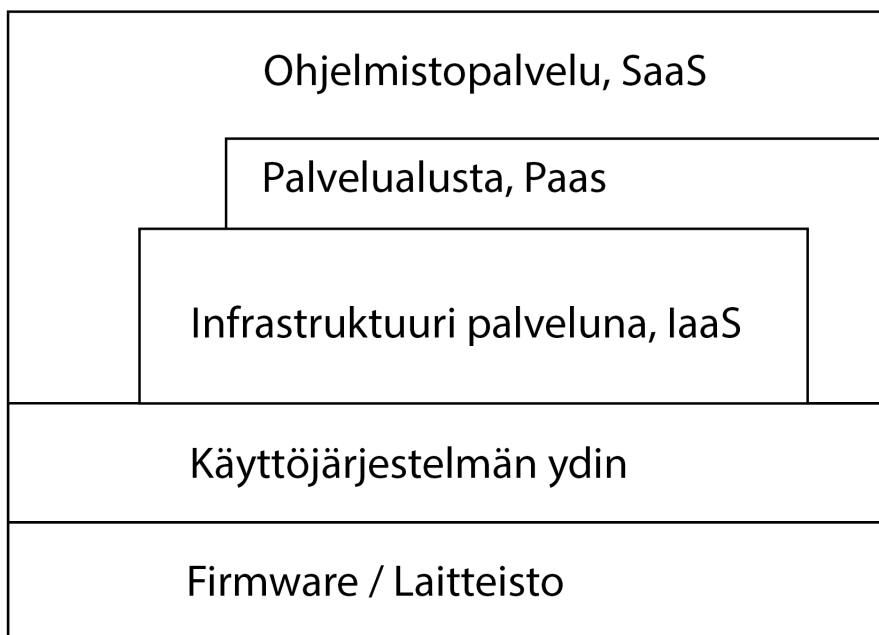 Ohjelmistopalvelu, SaaS
Palvelualusta, Paas
Infrastruktuuri palveluna, IaaS
Käyttöjärjestelmän ydin
Firmware / Laitteisto